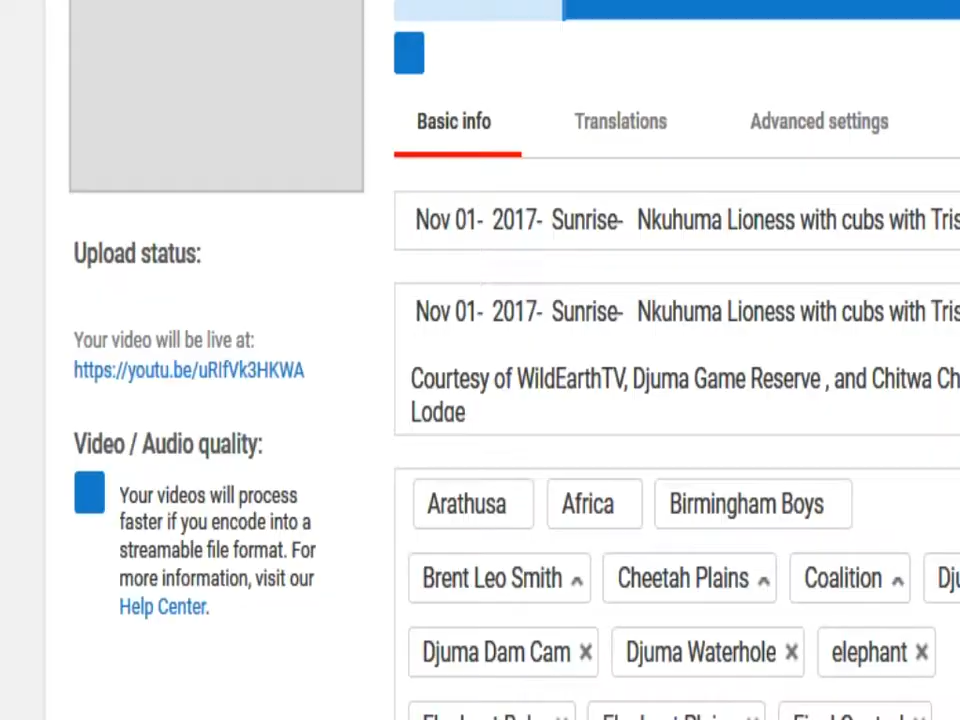 Basic info Translations Advanced settings
Nov 01- 2017- Sunrise- Nkuhuma Lioness with cubs with Tris
Upload status:
Nov 01- 2017- Sunrise- Nkuhuma Lioness with cubs with Tris
Your video will be live at:
https://youtu.be/uRIfVk3HKWA
Courtesy of WildEarthTV, Djuma Game Reserve , and Chitwa Ch
Lodge
Video / Audio quality:
Your videos will process
faster if you encode into a
streamable file format. For
more information, visit our
Help Center.
Arathusa Africa Birmingham Boys
Brent Leo Smith Cheetah Plains Coalition Dju
Djuma Dam Cam × Djuma Waterhole × elephant ×